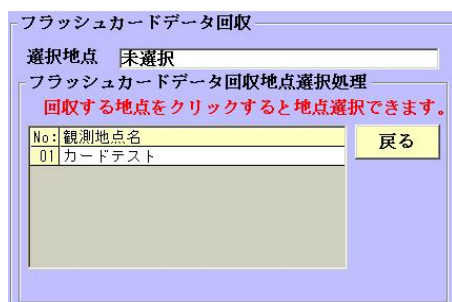 フラッシュカードデータ回収
選択地点 未選択
フラッシュカードデータ回収地点選択処理
回収する地点をクリックすると地点選択できます。
No: 観測地点名
01 カードテスト
戻る